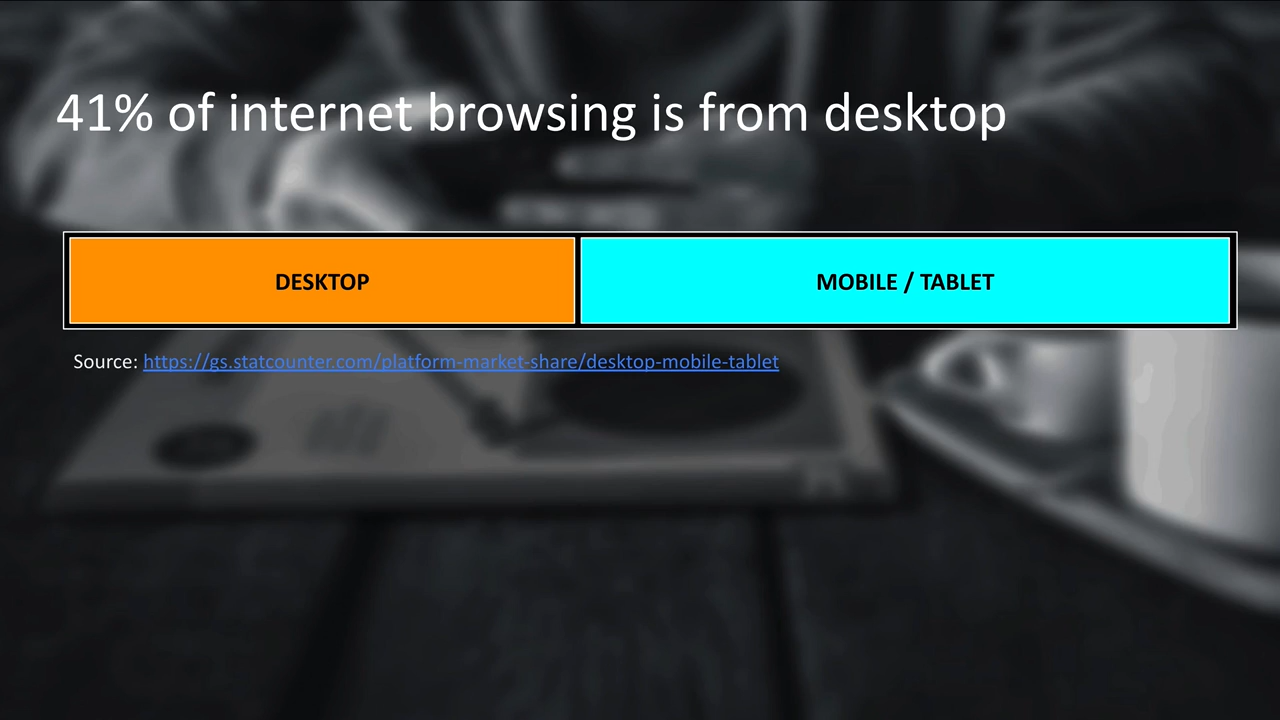 41% of internet browsing is from desktop
DESKTOP
MOBILE / TABLET
Source: https://gs.statcounter.com/platform-market-share/desktop-mobile-tablet